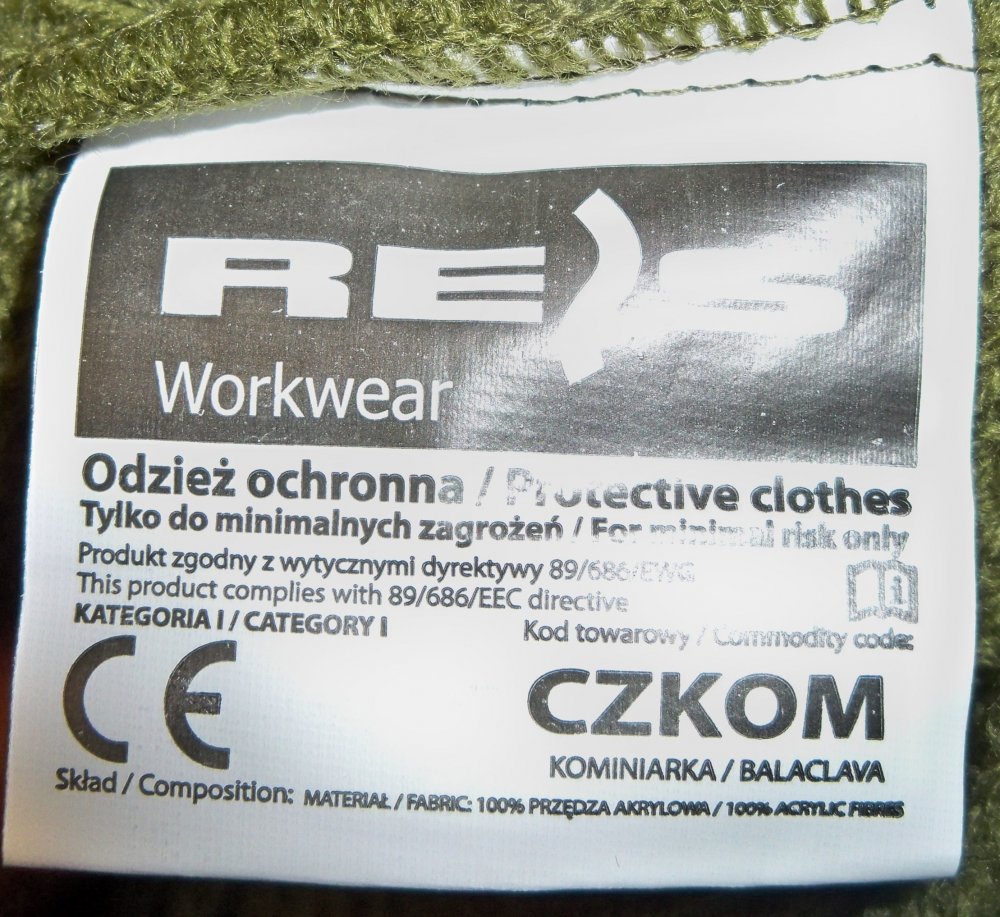 REIS
Workwear
Odzież ochronna / Protective clothes
Tylko do minimalnych zagrożeń / For minimal risk only
Produkt zgodny z wytycznymi dyrektywy 89/686/EWG
This product complies with 89/686/EEC directive
KATEGORIA I / CATEGORY I
Kod towarowy / Commodity code:
CE
CZKOM
KOMINIARKA / BALACLAVA
Skład / Composition: MATERIAŁ / FABRIC: 100% PRZĘDZA AKRYLOWA / 100% ACRYLIC FIBRES